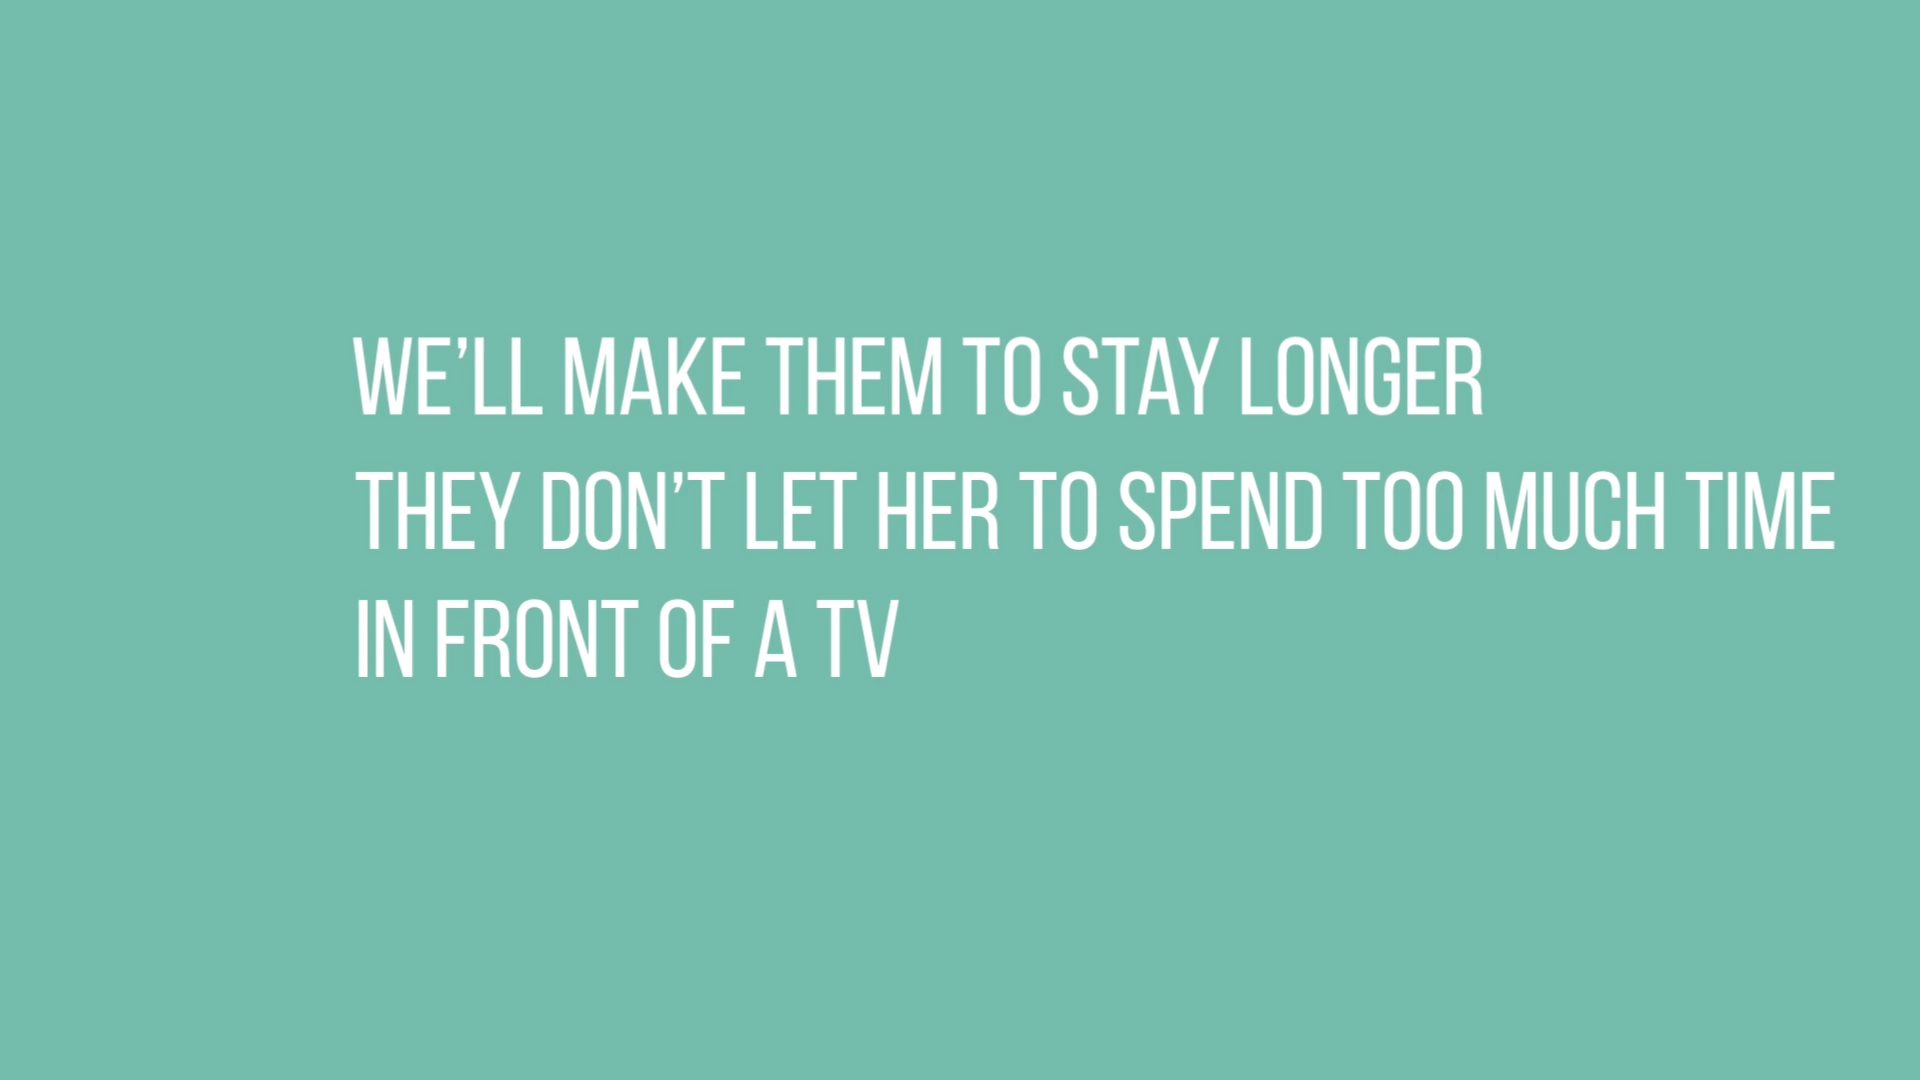 WE’LL MAKE THEM TO STAY LONGER
THEY DON’T LET HER TO SPEND TOO MUCH TIME
IN FRONT OF A TV